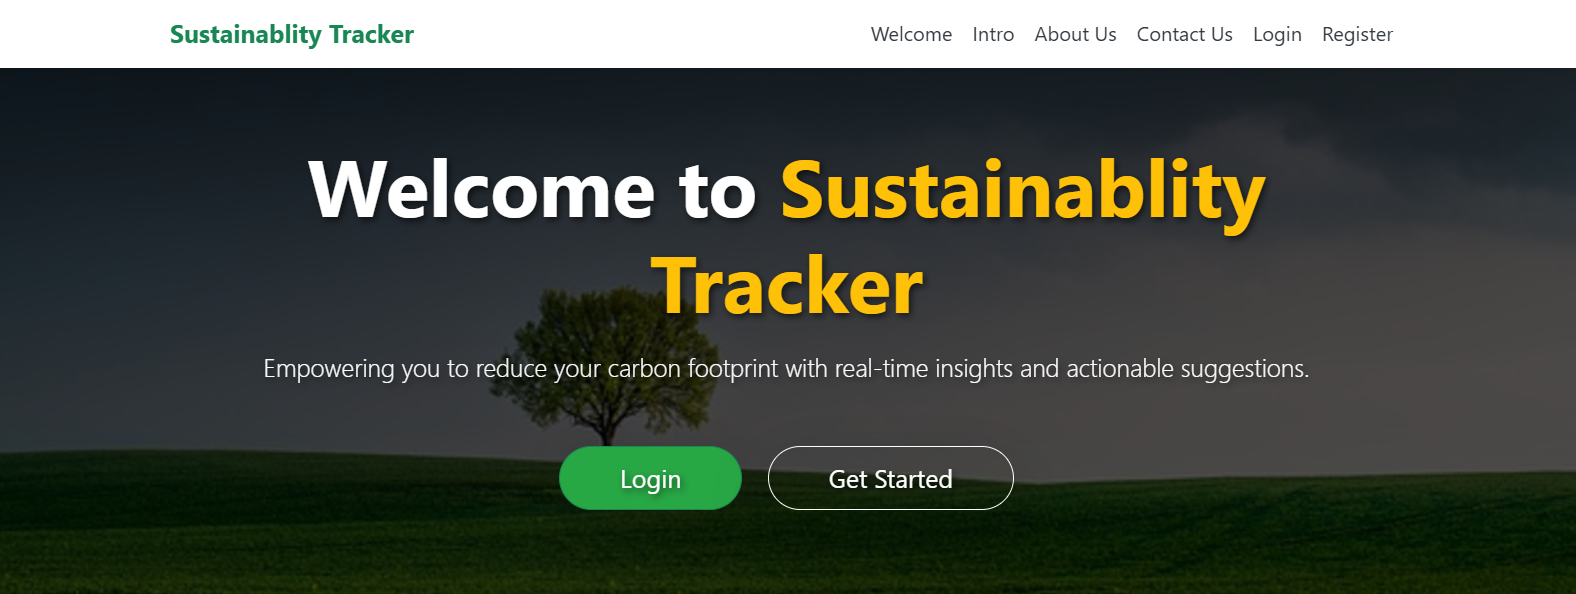 Sustainablity Tracker
Welcome Intro About Us Contact Us Login Register
Welcome to Sustainablity
Tracker
Empowering you to reduce your carbon footprint with real-time insights and actionable suggestions.
Login Get Started